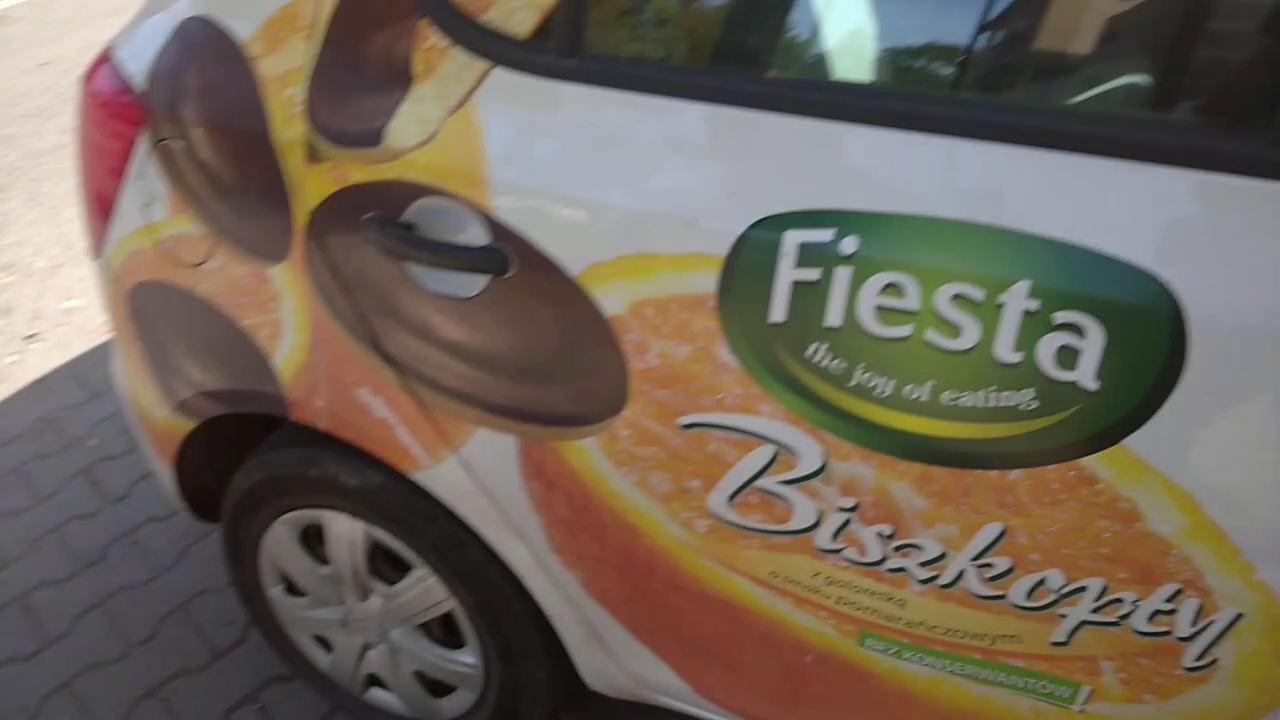 Fiesta
the joy of eating
Biszkopty
z galaretką
o smaku pomarańczowym
BEZ KONSERWANTÓW!